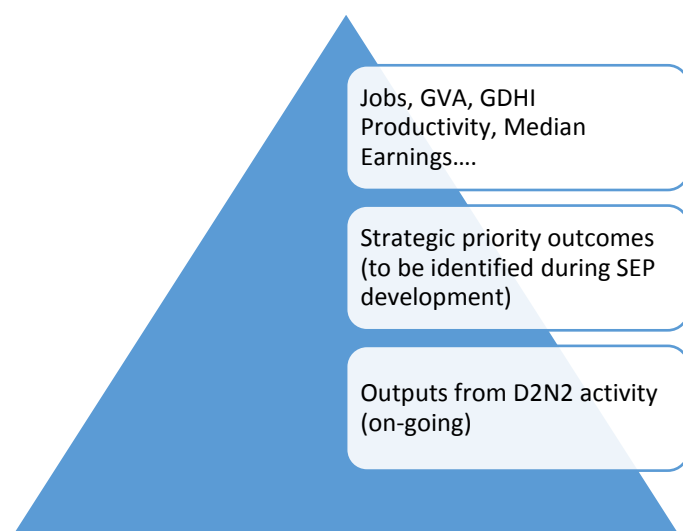 Jobs, GVA, GDHI
Productivity, Median
Earnings....
Strategic priority outcomes
(to be identified during SEP
development)
Outputs from D2N2 activity
(on-going)